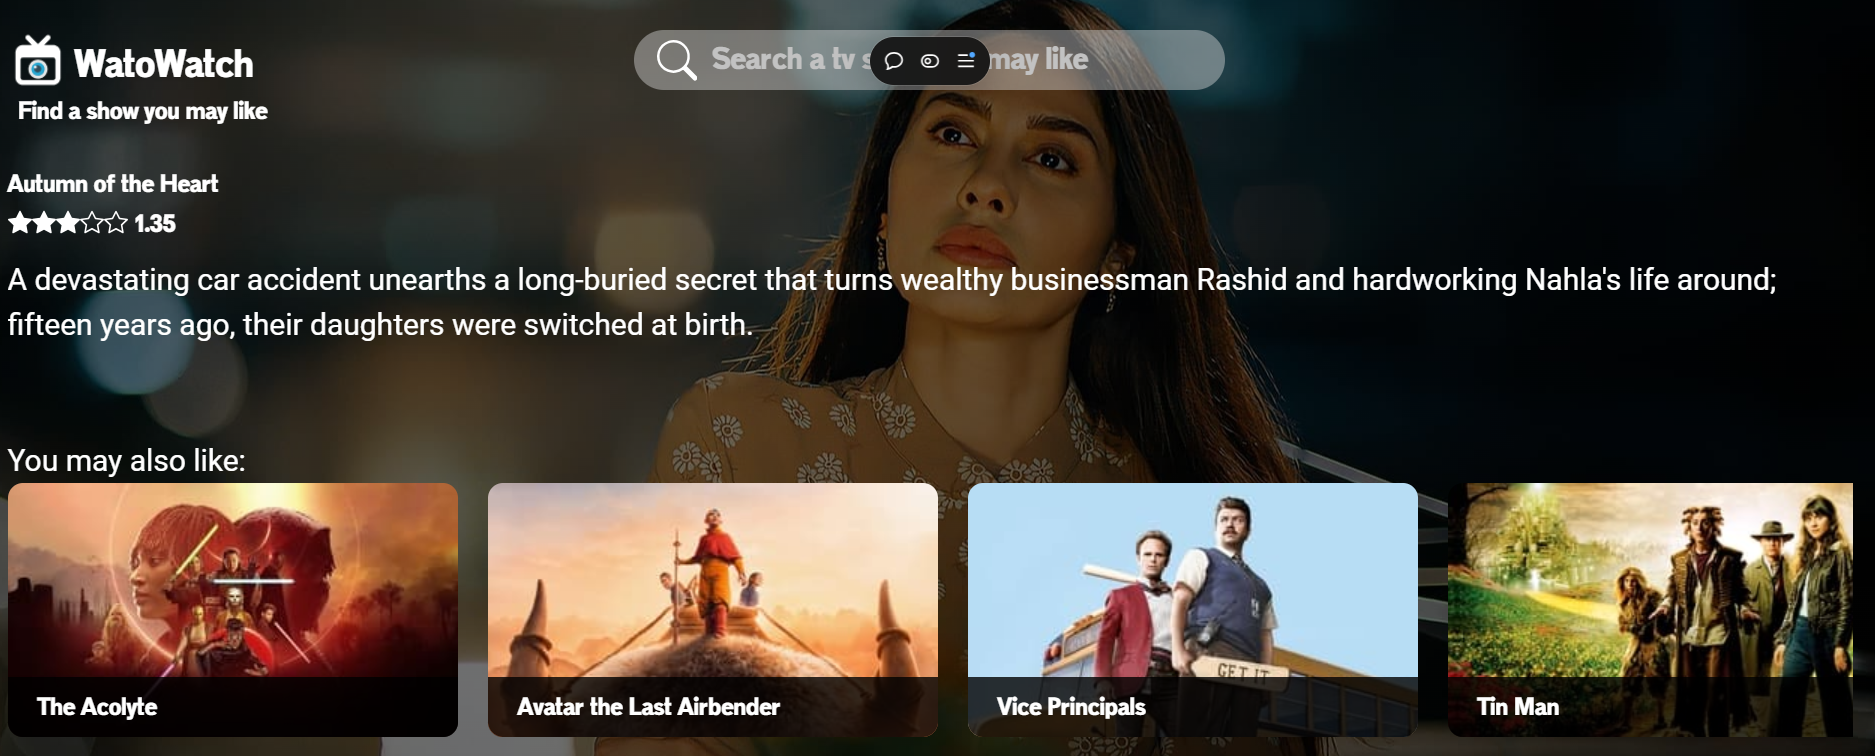 WatoWatch
Find a show you may like
Search a tv s may like
Autumn of the Heart
1.35
A devastating car accident unearths a long-buried secret that turns wealthy businessman Rashid and hardworking Nahla's life around;
fifteen years ago, their daughters were switched at birth.
You may also like:
GET IT
The Acolyte
Avatar the Last Airbender
Vice Principals
Tin Man